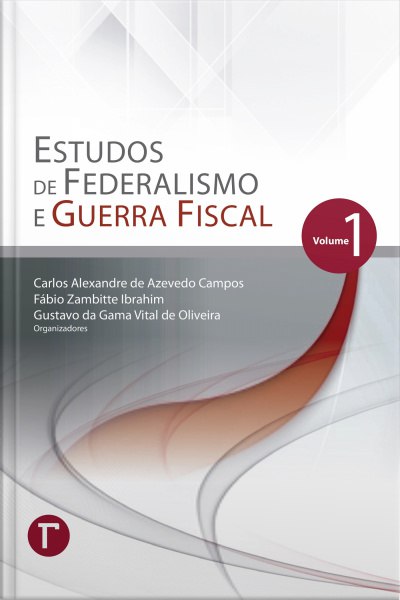 ESTUDOS
DE FEDERALISMO
E GUERRA FISCAL
Volume 1
Carlos Alexandre de Azevedo Campos
Fábio Zambitte Ibrahim
Gustavo da Gama Vital de Oliveira
Organizadores